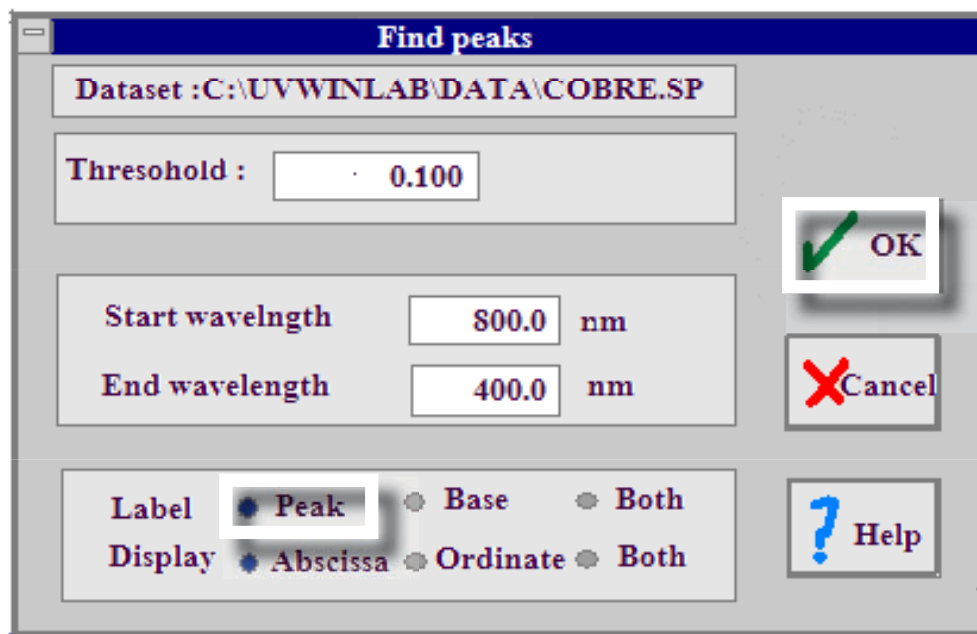 Find peaks
Dataset :C:\UVWINLAB\DATA\COBRE.SP
Thresohold : 0.100
OK
Start wavelngth 800.0 nm
End wavelength 400.0 nm
Cancel
Label Peak Base Both
Display Abscissa Ordinate Both
Help